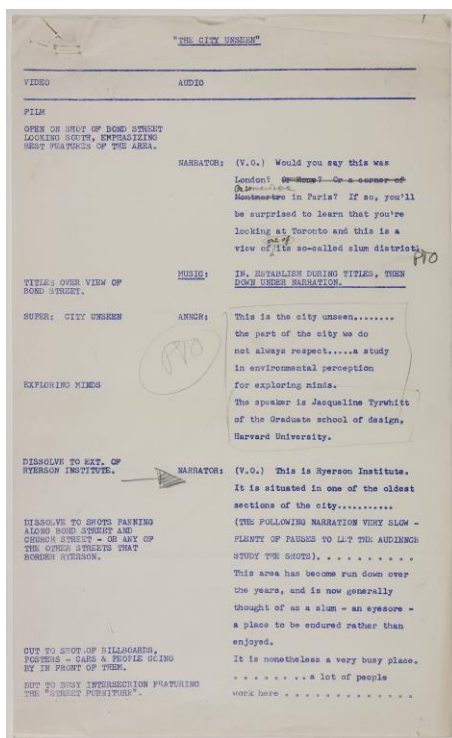 1
"THE CITY UNSEEN"
VIDEO AUDIO
FILM
OPEN ON SHOT OF BOND STREET
LOOKING SOUTH, EMPHASIZING
BEST FEATURES OF THE AREA.
NARRATOR: (V.O.) Would you say this was
London? Or Rome? Or a corner of
Or somewhere
Montmartre in Paris? If so, you'll
be surprised to learn that you're
looking at Toronto and this is a
one of
view of its so-called slum district.
PTO
MUSIC: IN. ESTABLISH DURING TITLES, THEN
DOWN UNDER NARRATION.
TITLES OVER VIEW OF
BOND STREET.
SUPER: CITY UNSEEN ANNCR: This is the city unseen........
the part of the city we do
PTO
not always respect.....a study
in environmental perception
EXPLORING MINDS for exploring minds.
The speaker is Jacqueline Tyrwhitt
of the Graduate school of design,
Harvard University.
DISSOLVE TO EXT. OF
RYERSON INSTITUTE. NARRATOR: (V.O.) This is Ryerson Institute.
It is situated in one of the oldest
sections of the city..........
DISSOLVE TO SHOTS PANNING
ALONG BOND STREET AND
CHURCH STREET - OR ANY OF
THE OTHER STREETS THAT
BORDER RYERSON.
(THE FOLLOWING NARRATION VERY SLOW -
PLENTY OF PAUSES TO LET THE AUDIENCE
STUDY THE SHOTS). . . . . . . . . .
This area has become run down over
the years, and is now generally
thought of as a slum - an eyesore -
a place to be endured rather than
enjoyed.
CUT TO SHOT OF BILLBOARDS,
POSTERS - CARS & PEOPLE GOING
BY IN FRONT OF THEM.
It is nonetheless a very busy place.
. . . . . . . . a lot of people
BUT TO BUSY INTERSECTION FEATURING
THE "STREET FURNITURE".
work here . . . . . . . . . . . . .